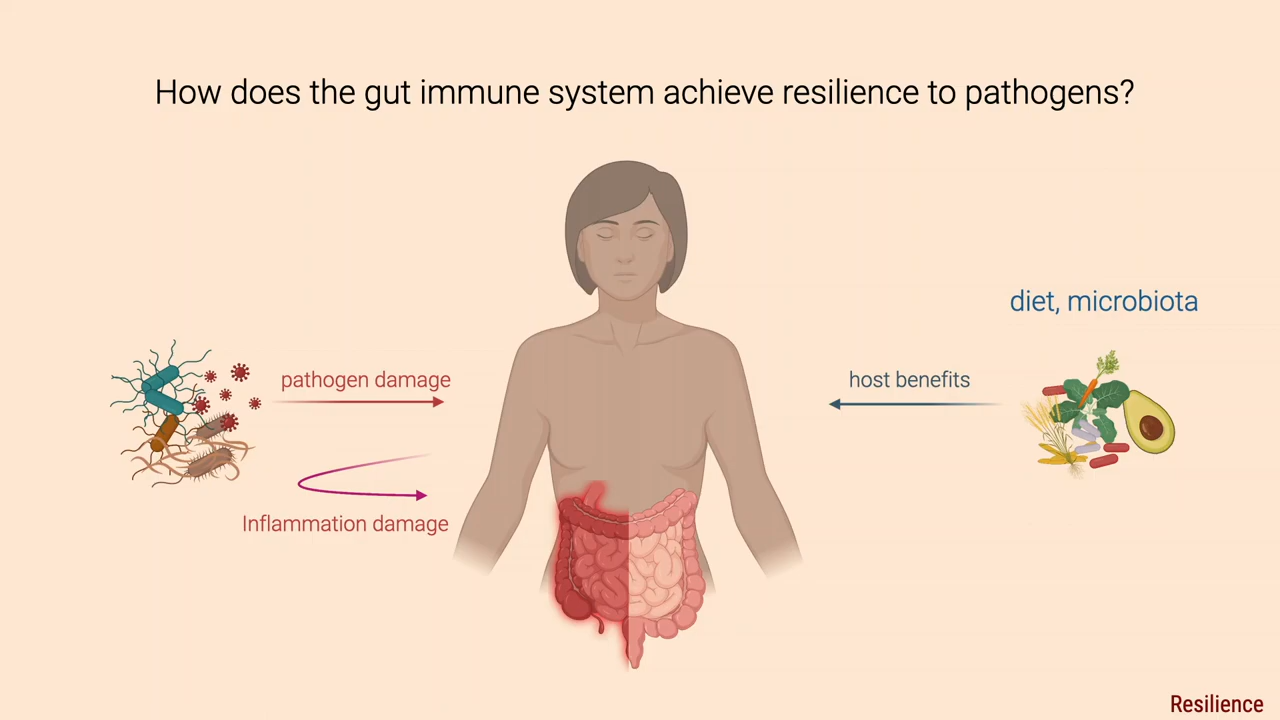 How does the gut immune system achieve resilience to pathogens?
diet, microbiota
pathogen damage
host benefits
Inflammation damage
Resilience